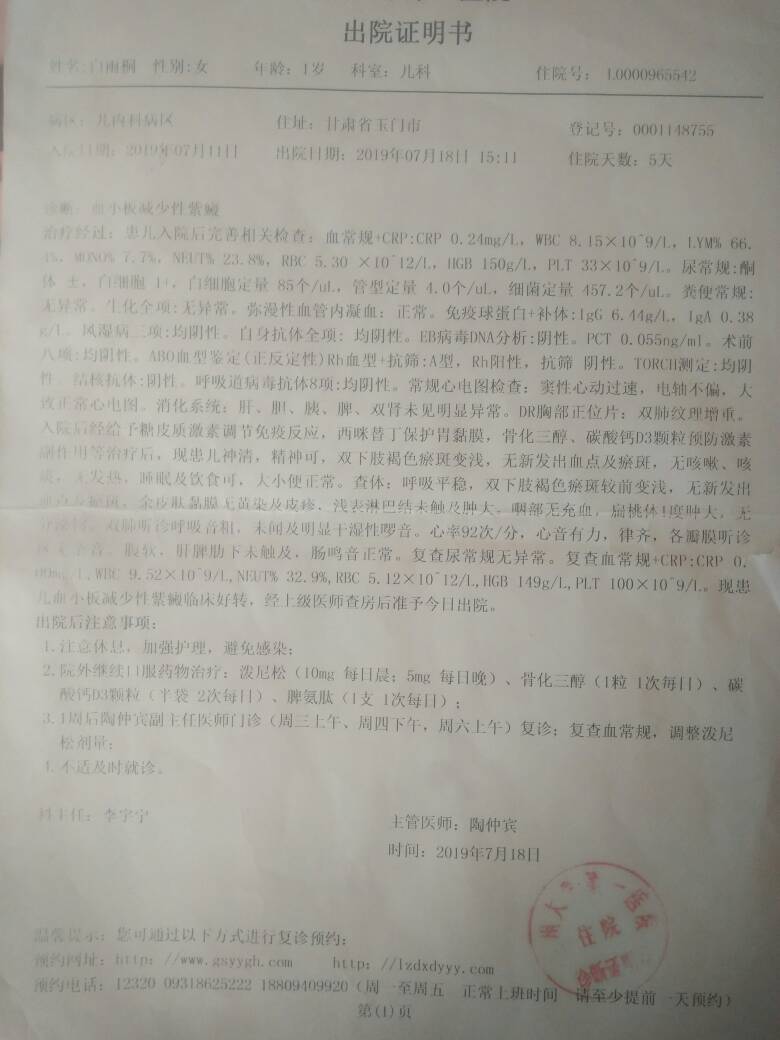 出院证明书
姓名:白雨桐 性别:女 年龄:1岁 科室:儿科 住院号: L0000965542
病区: 儿内科病区 住址: 甘肃省玉门市 登记号: 0001148755
入院日期: 2019年07月11日 出院日期: 2019年07月18日 15:11 住院天数: 5天
诊断: 血小板减少性紫癜
治疗经过: 患儿入院后完善相关检查: 血常规+CRP:CRP 0.24mg/L, WBC 8.15×10^9/L, LYM% 66.
4%, MONO% 7.7%, NEUT% 23.8%, RBC 5.30 ×10^12/L, HGB 150g/L, PLT 33×10^9/L。尿常规:酮
体 ±, 白细胞 1+, 白细胞定量 85个/uL, 管型定量 4.0个/uL, 细菌定量 457.2个/uL。粪便常规:
无异常。生化全项:无异常。弥漫性血管内凝血: 正常。免疫球蛋白+补体:IgG 6.44g/L, IgA 0.38
g/L。风湿病三项:均阴性。自身抗体全项: 均阴性。EB病毒DNA分析:阴性。PCT 0.055ng/ml。术前
八项:均阴性。ABO血型鉴定(正反定性)Rh血型+抗筛:A型, Rh阳性, 抗筛 阴性。TORCH测定:均阴
性。结核抗体:阴性。呼吸道病毒抗体8项:均阴性。常规心电图检查: 窦性心动过速, 电轴不偏, 大
致正常心电图。消化系统: 肝、胆、胰、脾、双肾未见明显异常。DR胸部正位片: 双肺纹理增重。
入院后经给予糖皮质激素调节免疫反应, 西咪替丁保护胃黏膜, 骨化三醇、碳酸钙D3颗粒预防激素
副作用等治疗后, 现患儿神清, 精神可, 双下肢褐色瘀斑变浅, 无新发出血点及瘀斑, 无咳嗽、咳
痰, 无发热, 睡眠及饮食可, 大小便正常。查体: 呼吸平稳, 双下肢褐色瘀斑较前变浅, 无新发出
血点及瘀斑, 余皮肤黏膜无黄染及皮疹, 浅表淋巴结未触及肿大, 咽部无充血, 扁桃体I度肿大, 无
分泌物。双肺听诊呼吸音粗, 未闻及明显干湿性啰音。心率92次/分, 心音有力, 律齐, 各瓣膜听诊
区无杂音。腹软, 肝脾肋下未触及, 肠鸣音正常。复查尿常规无异常。复查血常规+CRP:CRP 0.
00mg/L, WBC 9.52×10^9/L, NEUT% 32.9%, RBC 5.12×10^12/L, HGB 149g/L, PLT 100×10^9/L。现患
儿血小板减少性紫癜临床好转, 经上级医师查房后准予今日出院。
出院后注意事项:
1. 注意休息, 加强护理, 避免感染;
2. 院外继续口服药物治疗: 泼尼松 (10mg 每日晨; 5mg 每日晚)、骨化三醇 (1粒 1次每日)、碳
酸钙D3颗粒 (半袋 2次每日)、脾氨肽 (1支 1次每日);
3. 1周后陶仲宾副主任医师门诊 (周三上午、周四下午, 周六上午) 复诊; 复查血常规, 调整泼尼
松剂量;
4. 不适及时就诊。
科主任: 李宇宁
主管医师: 陶仲宾
时间: 2019年7月18日
温馨提示: 您可通过以下方式进行复诊预约:
预约网址: http: //www.gsyygh.com http: //lzdxdyyy.com
预约电话: 12320 09318625222 18809409920 (周一至周五 正常上班时间 请至少提前一天预约)
第(1)页
住院